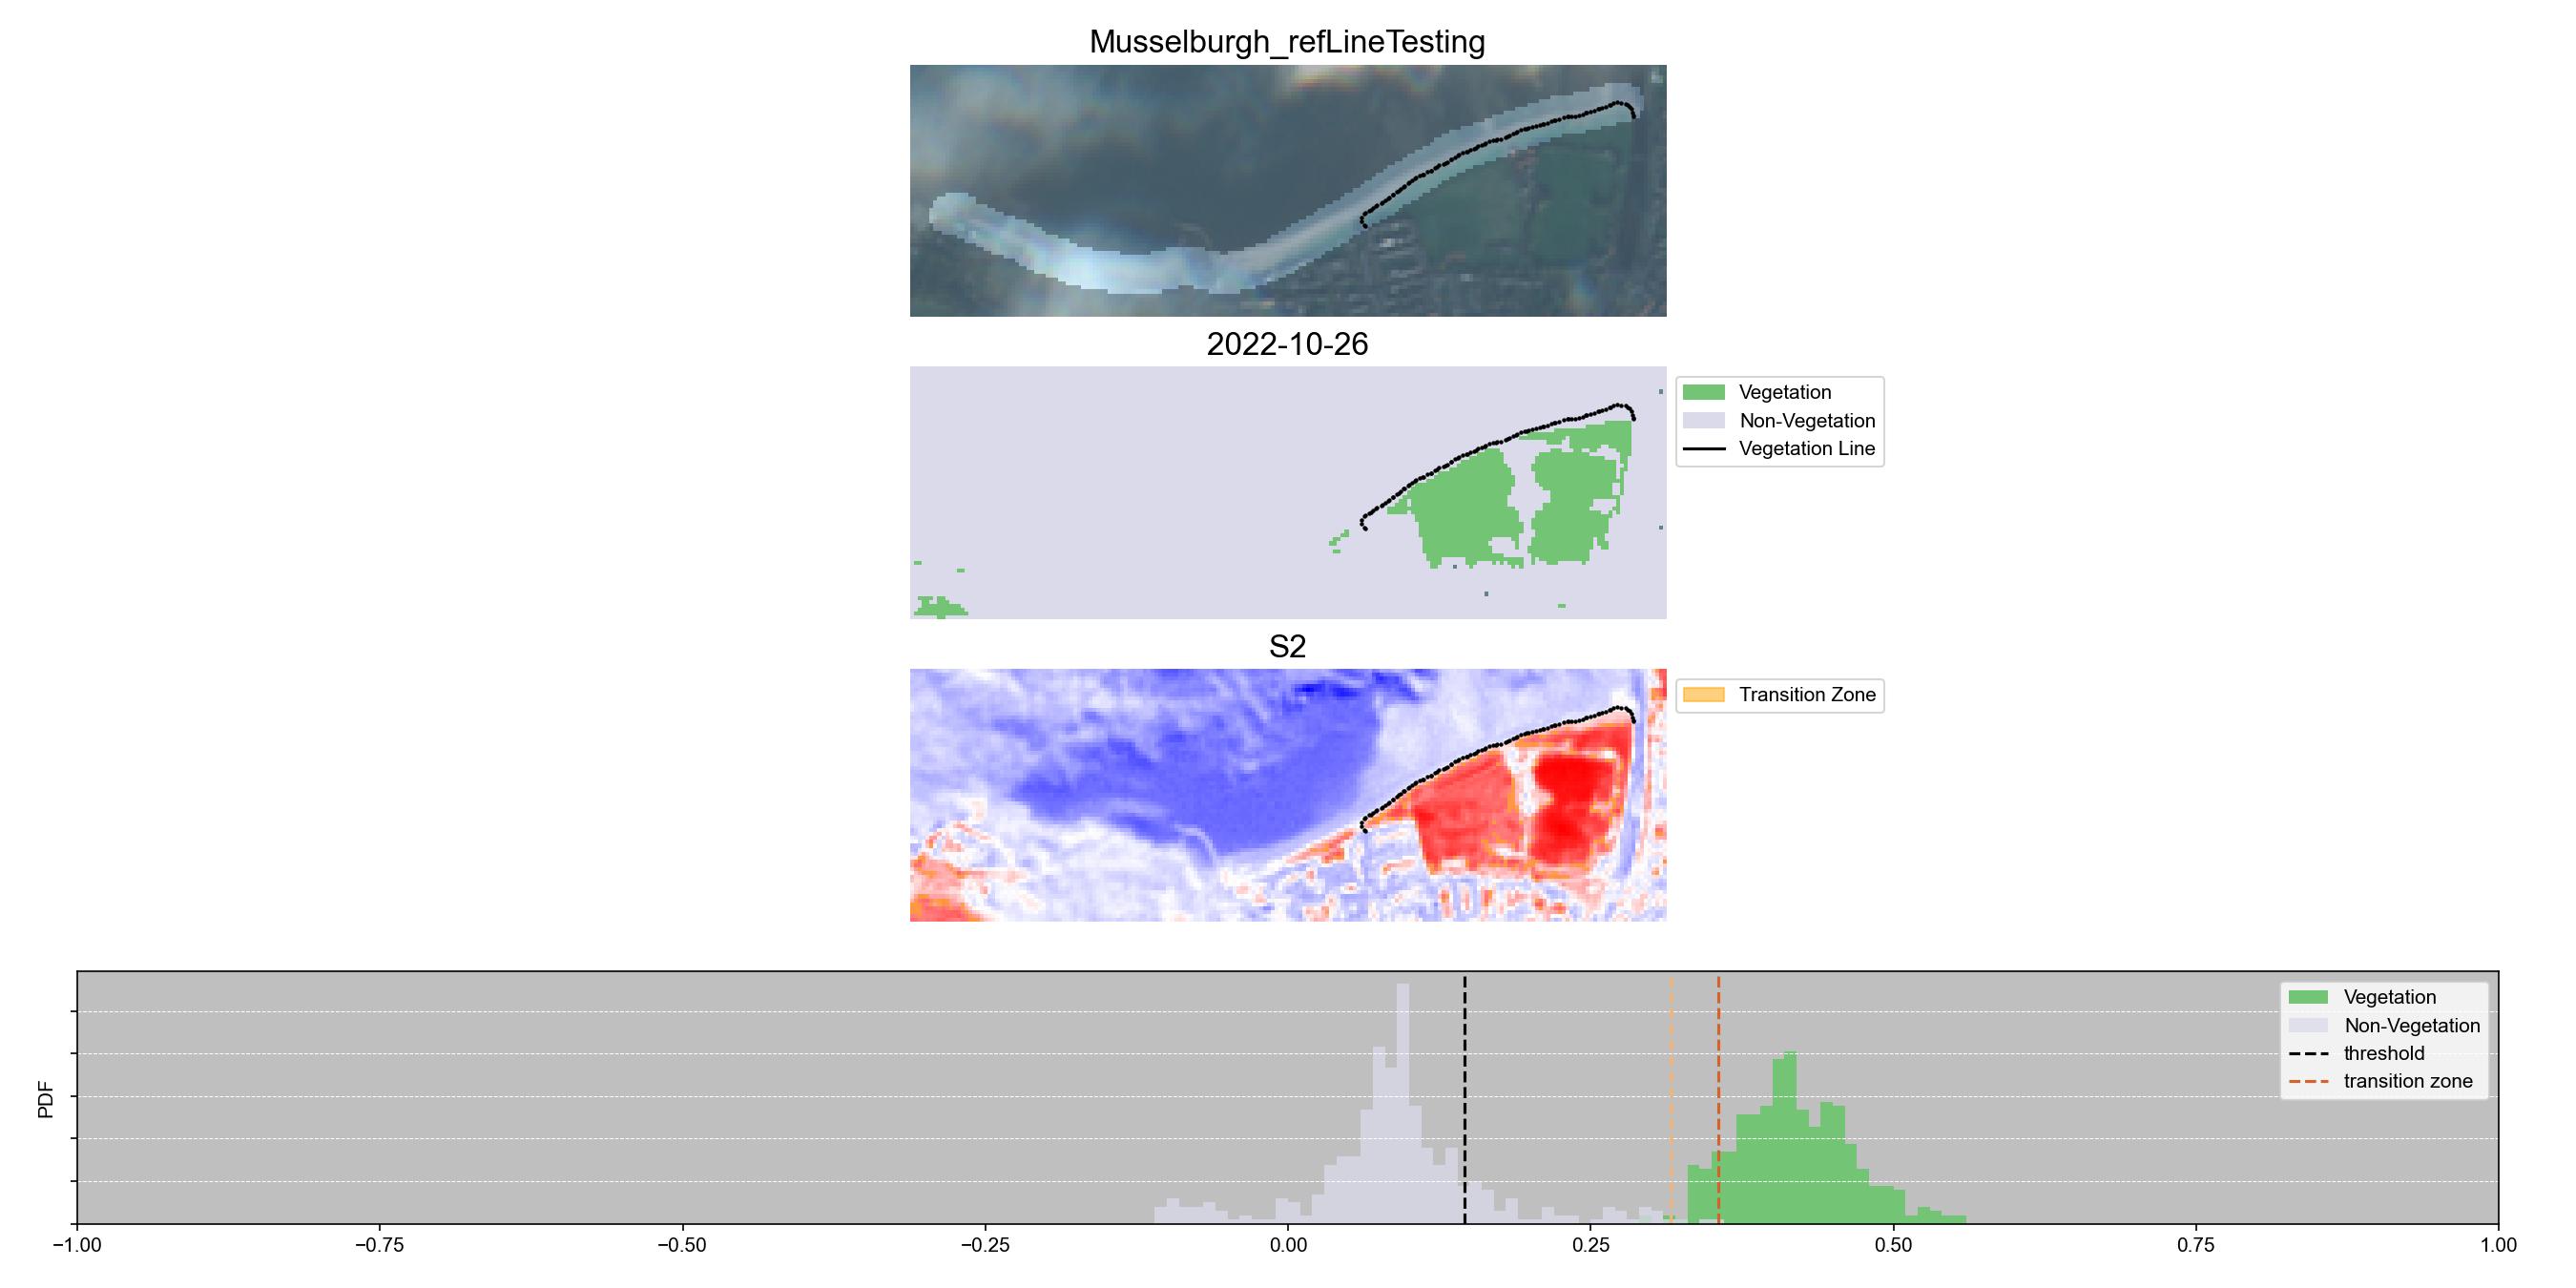 Musselburgh_refLineTesting
2022-10-26
Vegetation
Non-Vegetation
Vegetation Line
S2
Transition Zone
PDF
Vegetation
Non-Vegetation
threshold
transition zone
−1.00 −0.75 −0.50 −0.25 0.00 0.25 0.50 0.75 1.00